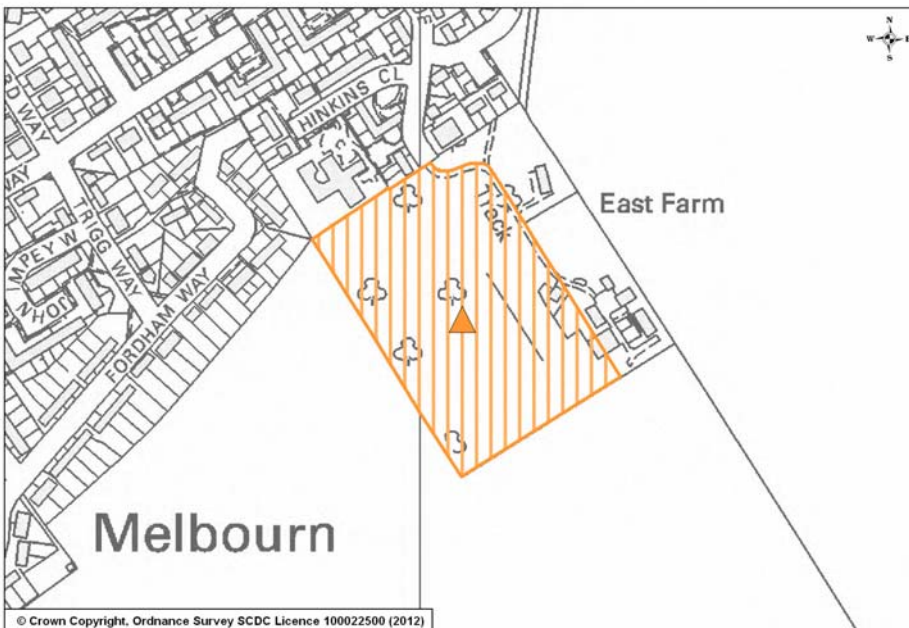 N
W E
S
HINKINS CL
WAY
WAY
TRIGG WAY
IMPEY W
JOHN
FORDHAM WAY
Track
East Farm
Melbourn
© Crown Copyright, Ordnance Survey SCDC Licence 100022500 (2012)